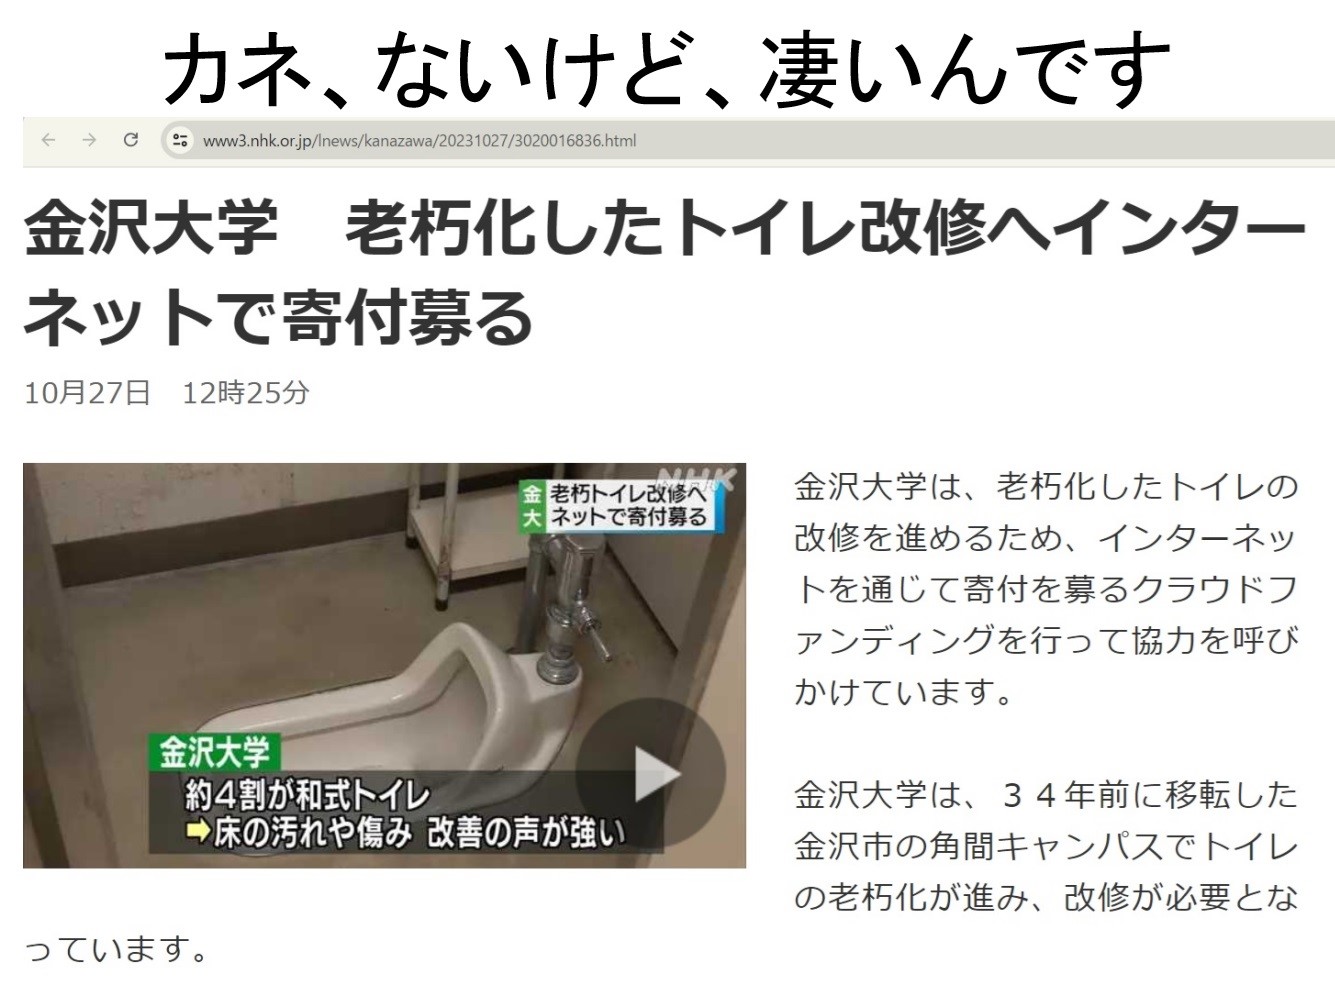 カネ、ないけど、凄いんです
www3.nhk.or.jp/lnews/kanazawa/20231027/3020016836.html
金沢大学　老朽化したトイレ改修へインター
ネットで寄付募る
10月27日　12時25分
NHK
金大
老朽トイレ改修へ
ネットで寄付募る
金沢大学
約4割が和式トイレ
➡床の汚れや傷み 改善の声が強い
金沢大学は、老朽化したトイレの
改修を進めるため、インターネッ
トを通じて寄付を募るクラウドフ
ァンディングを行って協力を呼び
かけています。
金沢大学は、３４年前に移転した
金沢市の角間キャンパスでトイレ
の老朽化が進み、改修が必要とな
っています。